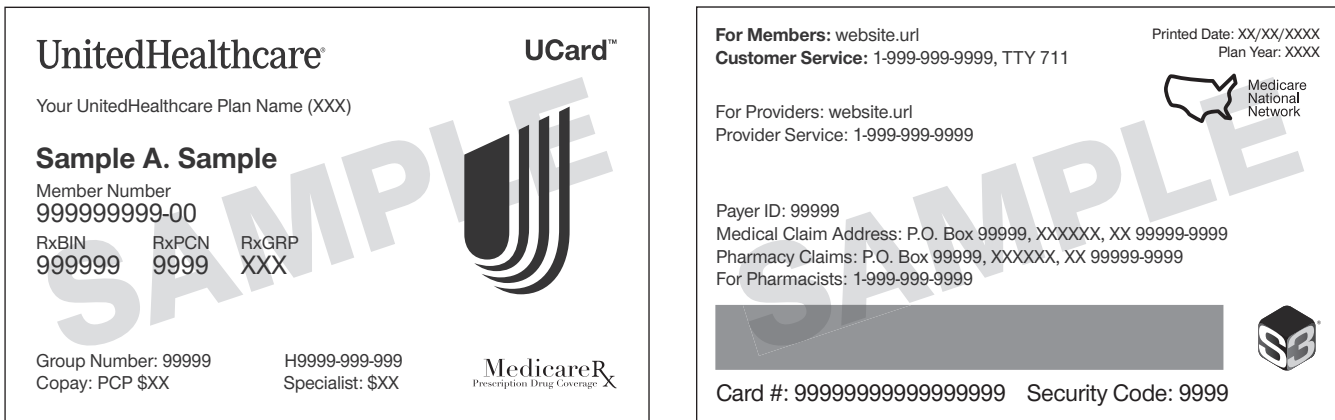 UnitedHealthcare®
UCard™
Your UnitedHealthcare Plan Name (XXX)
Sample A. Sample
Member Number
999999999-00
RxBIN RxPCN RxGRP
999999 9999 XXX
SAMPLE
Group Number: 99999 H9999-999-999
Copay: PCP $XX Specialist: $XX
MedicareRx
Prescription Drug Coverage
For Members: website.url
Customer Service: 1-999-999-9999, TTY 711
Printed Date: XX/XX/XXXX
Plan Year: XXXX
Medicare
National
Network
For Providers: website.url
Provider Service: 1-999-999-9999
SAMPLE
Payer ID: 99999
Medical Claim Address: P.O. Box 99999, XXXXXX, XX 99999-9999
Pharmacy Claims: P.O. Box 99999, XXXXXX, XX 99999-9999
For Pharmacists: 1-999-999-9999
S3®
Card #: 99999999999999999 Security Code: 9999